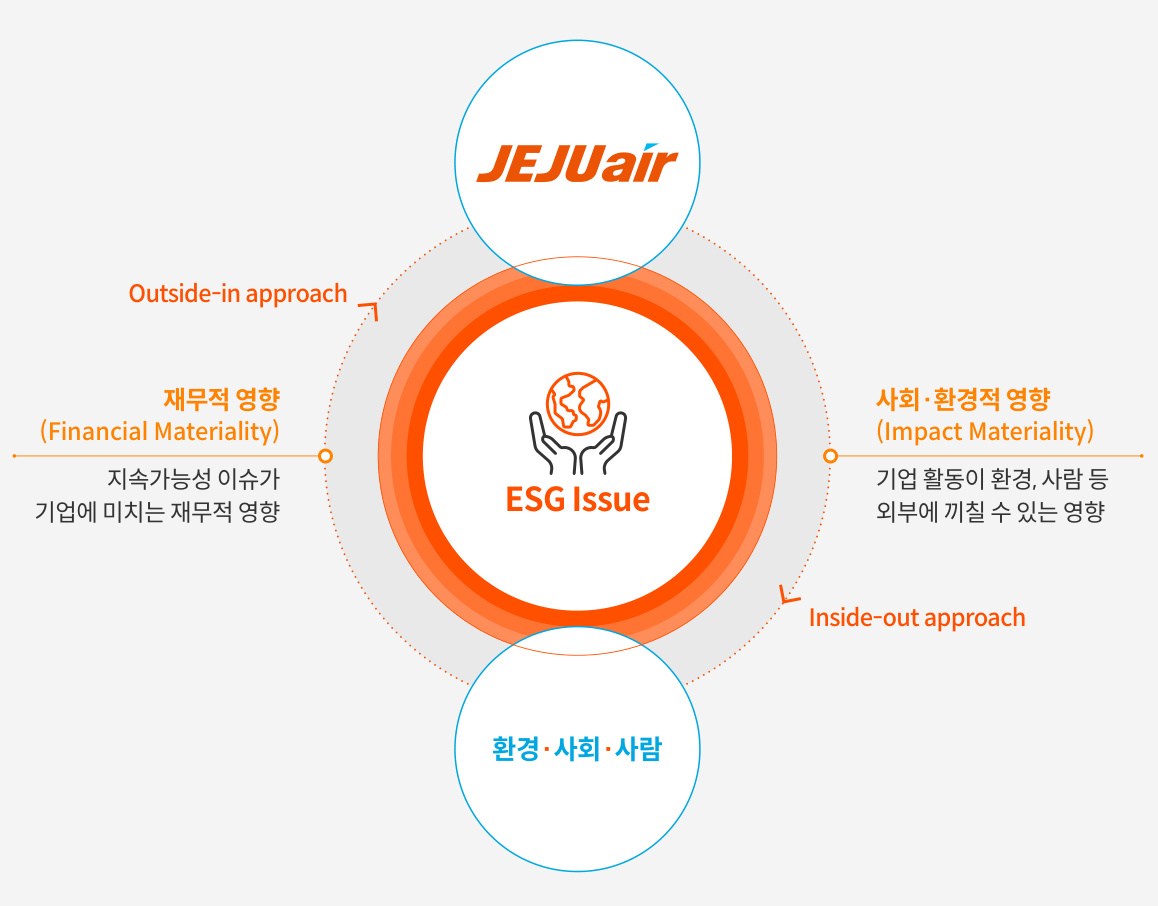 JEJUair
Outside-in approach
재무적 영향
(Financial Materiality)
지속가능성 이슈가
기업에 미치는 재무적 영향
ESG Issue
사회·환경적 영향
(Impact Materiality)
기업 활동이 환경, 사람 등
외부에 끼칠 수 있는 영향
Inside-out approach
환경·사회·사람